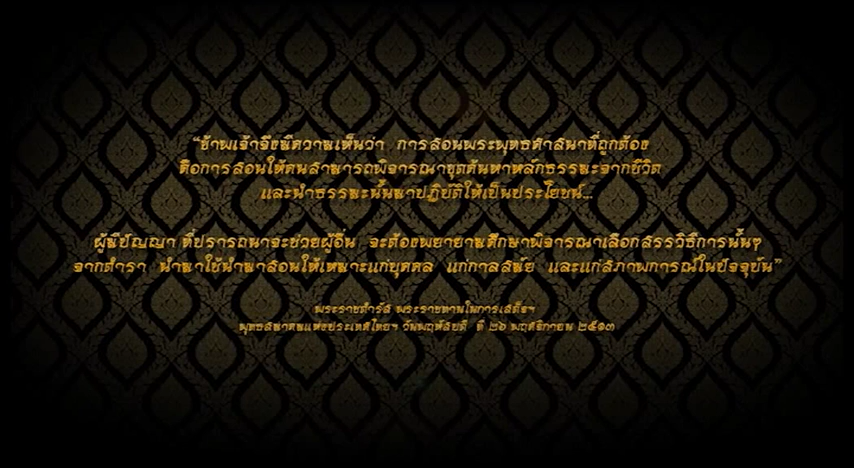 “ข้าพเจ้าจึงมีความเห็นว่า การสอนพระพุทธศาสนาที่ถูกต้อง
คือการสอนให้คนสามารถพิจารณาขุดค้นหาหลักธรรมะจากชีวิต
และนำธรรมะนั้นมาปฏิบัติให้เป็นประโยชน์...
ผู้มีปัญญา ที่ปรารถนาจะช่วยผู้อื่น จะต้องพยายามศึกษาพิจารณาเลือกสรรวิธีการนั้นๆ
จากตำรา นำมาใช้นำมาสอนให้เหมาะแก่บุคคล แก่กาลสมัย และแก่สภาพการณ์ในปัจจุบัน”
พระราชดำรัส พระราชทานในการเสด็จฯ
พุทธสมาคมแห่งประเทศไทยฯ วันพฤหัสบดี ที่ ๒๖ พฤศจิกายน ๒๕๑๓